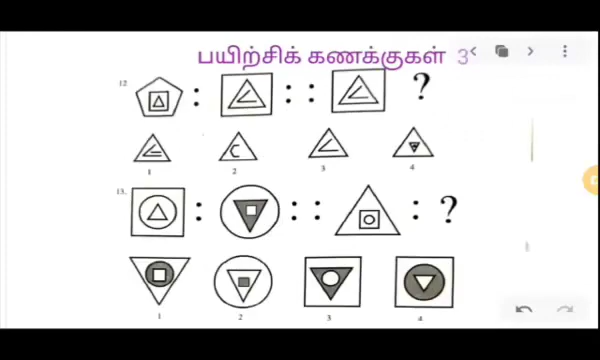 பயிற்சிக் கணக்குகள் 3
12. : : : ?
1 2 3 4
13. : : : : ?
1 2 3 4